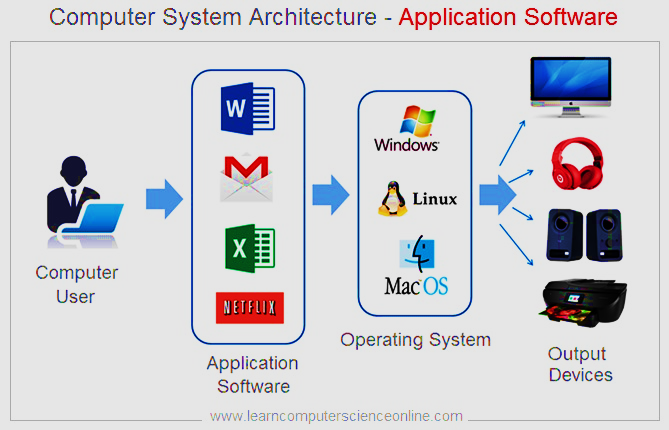 Computer System Architecture - Application Software
W
M
X
NETFLIX
Windows
Linux
Mac OS
Computer
User
Application
Software
Operating System
Output
Devices
www.learncomputerscienceonline.com